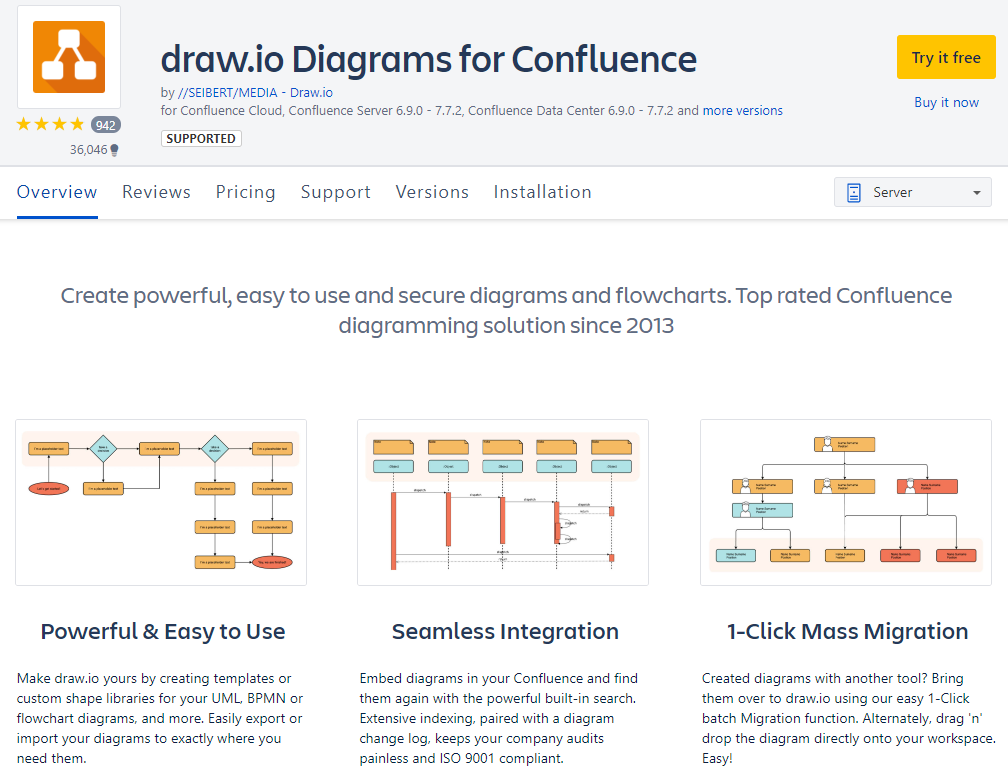 draw.io Diagrams for Confluence
Try it free
by //SEIBERT/MEDIA - Draw.io
Buy it now
for Confluence Cloud, Confluence Server 6.9.0 - 7.7.2, Confluence Data Center 6.9.0 - 7.7.2 and more versions
942
SUPPORTED
36,046
Overview Reviews Pricing Support Versions Installation
Server
Create powerful, easy to use and secure diagrams and flowcharts. Top rated Confluence
diagramming solution since 2013
Powerful & Easy to Use
Make draw.io yours by creating templates or
custom shape libraries for your UML, BPMN or
flowchart diagrams, and more. Easily export or
import your diagrams to exactly where you
need them.
Seamless Integration
Embed diagrams in your Confluence and find
them again with the powerful built-in search.
Extensive indexing, paired with a diagram
change log, keeps your company audits
painless and ISO 9001 compliant.
1-Click Mass Migration
Created diagrams with another tool? Bring
them over to draw.io using our easy 1-Click
batch Migration function. Alternately, drag 'n'
drop the diagram directly onto your workspace.
Easy!